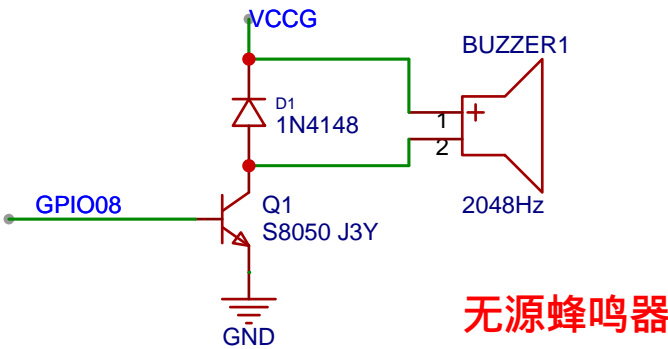 VCCG
BUZZER1
D1
1N4148
+
1
2
GPIO08
Q1
S8050 J3Y
2048Hz
GND
无源蜂鸣器